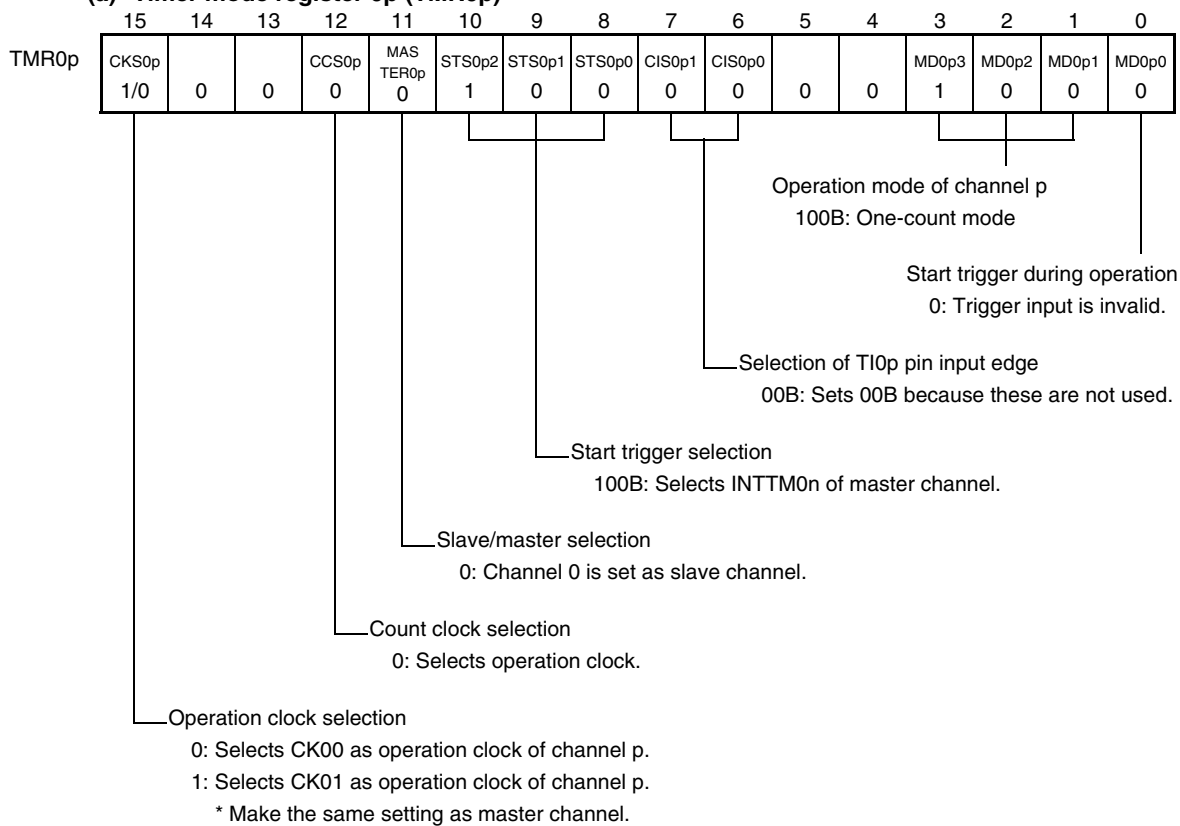 (a) Timer mode register 0p (TMR0p)
15 14 13 12 11 10 9 8 7 6 5 4 3 2 1 0
TMR0p
CKS0p CCS0p MAS TER0p STS0p2 STS0p1 STS0p0 CIS0p1 CIS0p0 MD0p3 MD0p2 MD0p1 MD0p0
1/0 0 0 0 0 1 0 0 0 0 0 0 1 0 0 0
Operation mode of channel p
100B: One-count mode
Start trigger during operation
0: Trigger input is invalid.
Selection of TI0p pin input edge
00B: Sets 00B because these are not used.
Start trigger selection
100B: Selects INTTM0n of master channel.
Slave/master selection
0: Channel 0 is set as slave channel.
Count clock selection
0: Selects operation clock.
Operation clock selection
0: Selects CK00 as operation clock of channel p.
1: Selects CK01 as operation clock of channel p.
* Make the same setting as master channel.